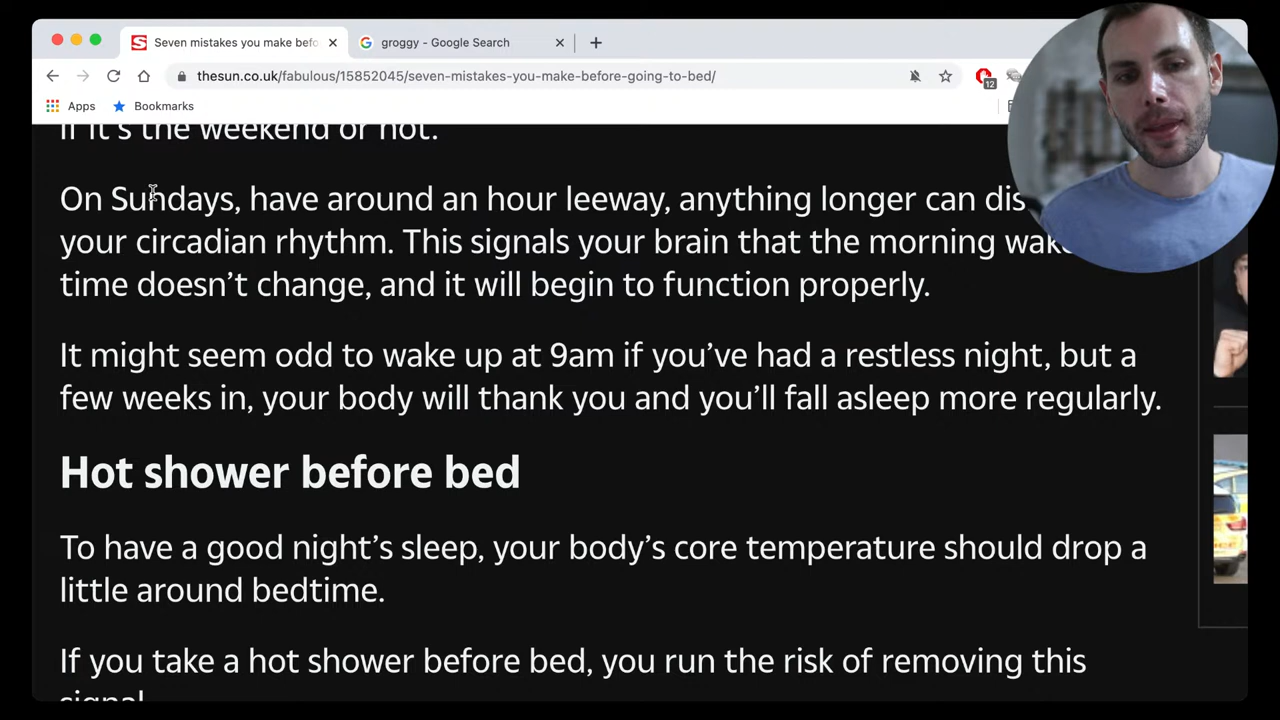 Seven mistakes you make befo
groggy - Google Search
thesun.co.uk/fabulous/15852045/seven-mistakes-you-make-before-going-to-bed/
12
Apps
Bookmarks
if it's the weekend or not.
On Sundays, have around an hour leeway, anything longer can dis
your circadian rhythm. This signals your brain that the morning wake
time doesn't change, and it will begin to function properly.
It might seem odd to wake up at 9am if you've had a restless night, but a
few weeks in, your body will thank you and you'll fall asleep more regularly.
Hot shower before bed
To have a good night's sleep, your body's core temperature should drop a
little around bedtime.
If you take a hot shower before bed, you run the risk of removing this
signal.